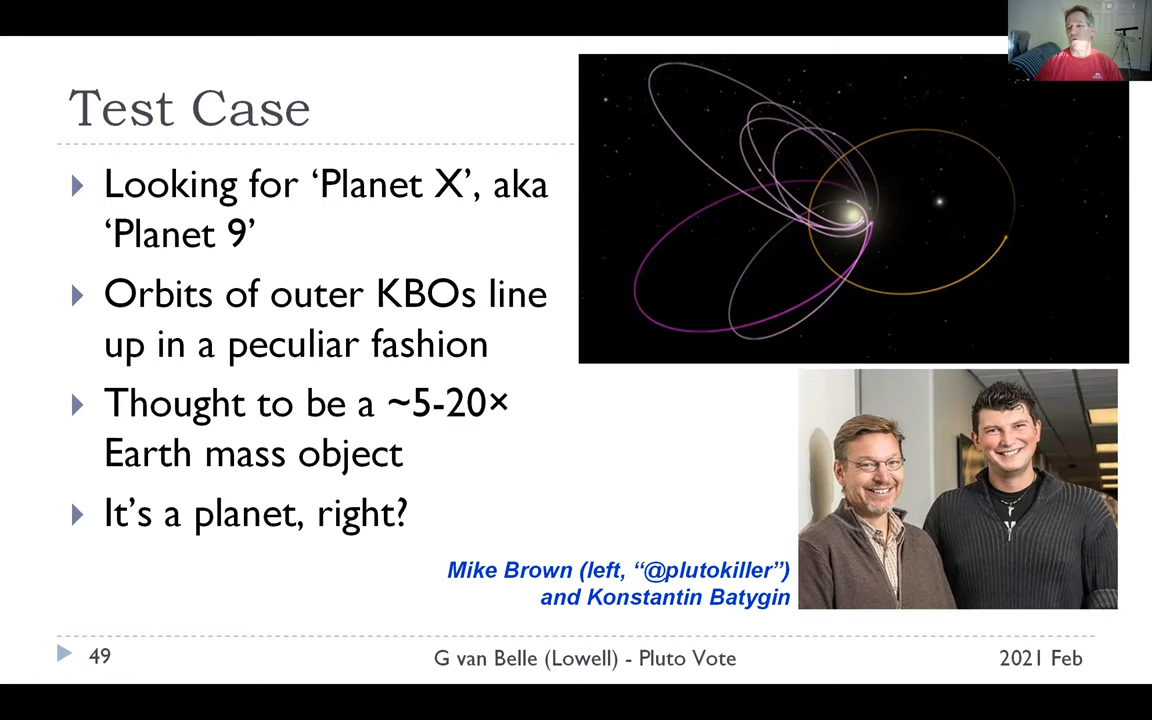 Test Case
Looking for ‘Planet X’, aka
‘Planet 9’
Orbits of outer KBOs line
up in a peculiar fashion
Thought to be a ~5-20×
Earth mass object
It’s a planet, right?
Mike Brown (left, “@plutokiller”)
and Konstantin Batygin
49
G van Belle (Lowell) - Pluto Vote
2021 Feb